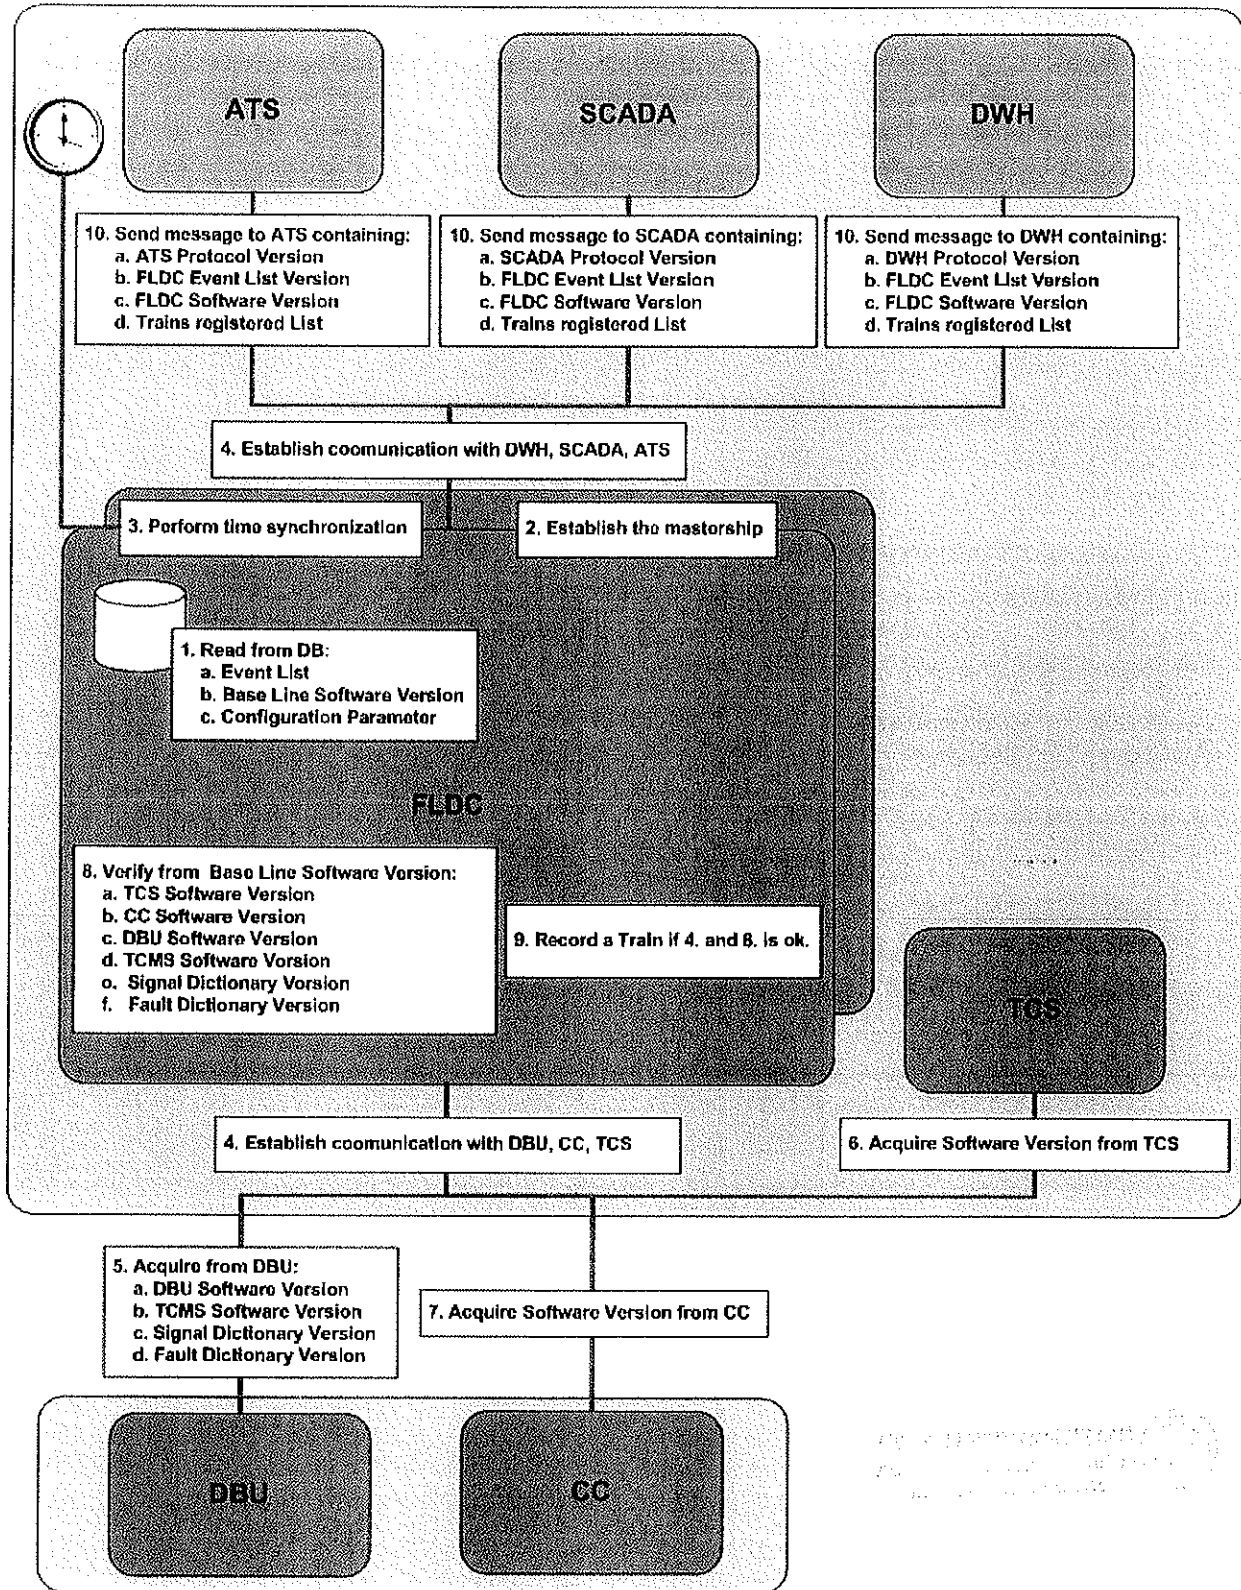 ATS
SCADA
DWH
10. Send message to ATS containing:
a. ATS Protocol Version
b. FLDC Event List Version
c. FLDC Software Version
d. Trains registered List
10. Send message to SCADA containing:
a. SCADA Protocol Version
b. FLDC Event List Version
c. FLDC Software Version
d. Trains registered List
10. Send message to DWH containing:
a. DWH Protocol Version
b. FLDC Event List Version
c. FLDC Software Version
d. Trains registered List
4. Establish coomunication with DWH, SCADA, ATS
3. Perform time synchronization
2. Establish the mastership
1. Read from DB:
a. Event List
b. Base Line Software Version
c. Configuration Parameter
FLDC
8. Verify from Base Line Software Version:
a. TCS Software Version
b. CC Software Version
c. DBU Software Version
d. TCMS Software Version
e. Signal Dictionary Version
f. Fault Dictionary Version
9. Record a Train if 4. and 8. is ok.
TCS
4. Establish coomunication with DBU, CC, TCS
6. Acquire Software Version from TCS
5. Acquire from DBU:
a. DBU Software Version
b. TCMS Software Version
c. Signal Dictionary Version
d. Fault Dictionary Version
7. Acquire Software Version from CC
DBU
CC